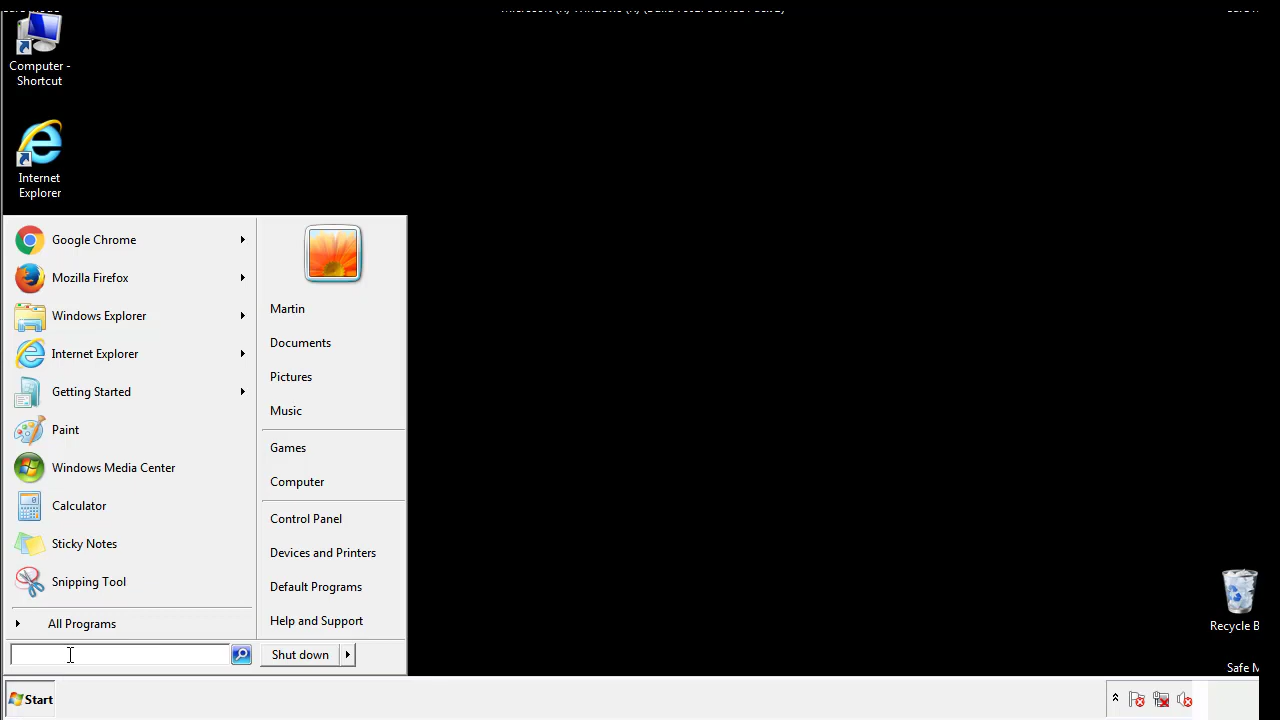 Computer -
Shortcut
Internet
Explorer
Google Chrome
Mozilla Firefox
Windows Explorer
Internet Explorer
Getting Started
Paint
Windows Media Center
Calculator
Sticky Notes
Snipping Tool
All Programs
Martin
Documents
Pictures
Music
Games
Computer
Control Panel
Devices and Printers
Default Programs
Help and Support
Shut down
Recycle B
Safe M
Start